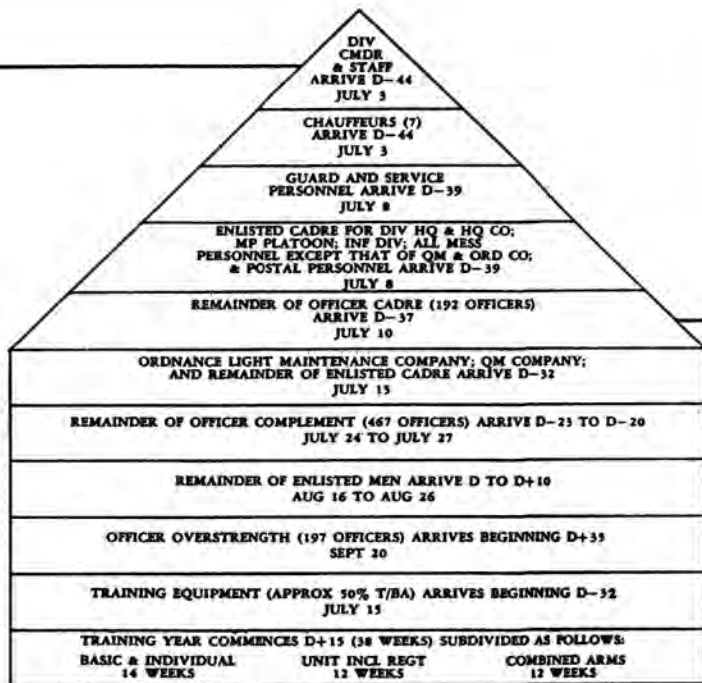 DIV
CMDR
& STAFF
ARRIVE D-44
JULY 3
CHAUFFEURS (7)
ARRIVE D-44
JULY 3
GUARD AND SERVICE
PERSONNEL ARRIVE D-39
JULY 8
ENLISTED CADRE FOR DIV HQ & HQ CO;
MP PLATOON; INF DIV; ALL MESS
PERSONNEL EXCEPT THAT OF QM & ORD CO;
& POSTAL PERSONNEL ARRIVE D-39
JULY 8
REMAINDER OF OFFICER CADRE (192 OFFICERS)
ARRIVE D-37
JULY 10
ORDNANCE LIGHT MAINTENANCE COMPANY; QM COMPANY;
AND REMAINDER OF ENLISTED CADRE ARRIVE D-32
JULY 15
REMAINDER OF OFFICER COMPLEMENT (467 OFFICERS) ARRIVE D-23 TO D-20
JULY 24 TO JULY 27
REMAINDER OF ENLISTED MEN ARRIVE D TO D+10
AUG 16 TO AUG 26
OFFICER OVERSTRENGTH (197 OFFICERS) ARRIVES BEGINNING D+35
SEPT 20
TRAINING EQUIPMENT (APPROX 50% T/BA) ARRIVES BEGINNING D-32
JULY 15
TRAINING YEAR COMMENCES D+15 (38 WEEKS) SUBDIVIDED AS FOLLOWS:
BASIC & INDIVIDUAL UNIT INCL REGT COMBINED ARMS
14 WEEKS 12 WEEKS 12 WEEKS